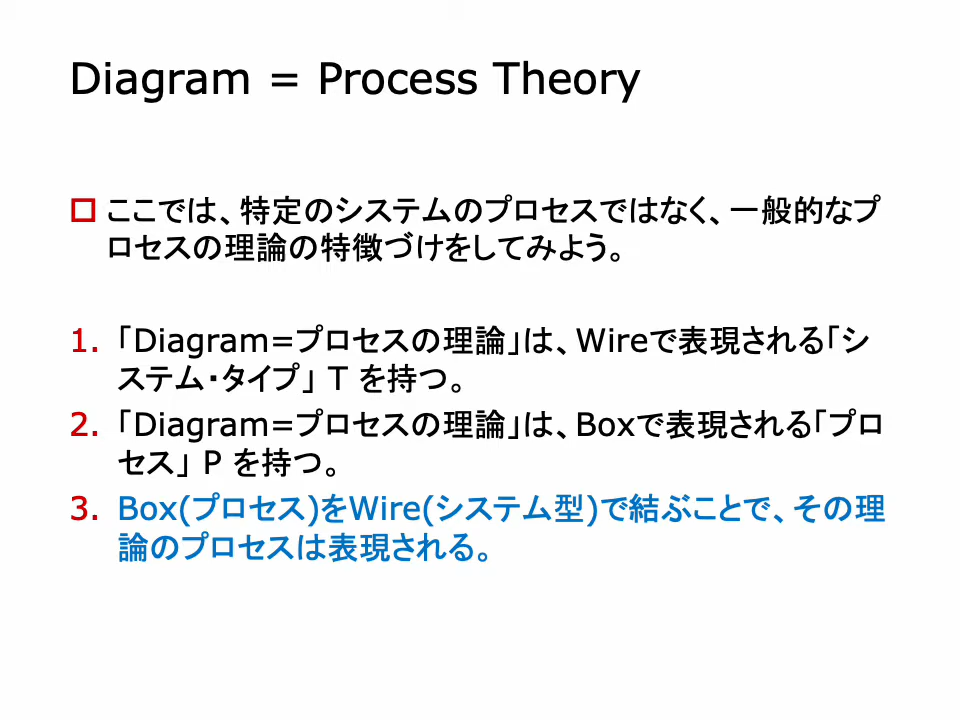 Diagram = Process Theory
ここでは、特定のシステムのプロセスではなく、一般的なプ
ロセスの理論の特徴づけをしてみよう。
1. 「Diagram=プロセスの理論」は、Wireで表現される「シ
ステム・タイプ」 T を持つ。
2. 「Diagram=プロセスの理論」は、Boxで表現される「プロ
セス」 P を持つ。
3. Box(プロセス)をWire(システム型)で結ぶことで、その理
論のプロセスは表現される。